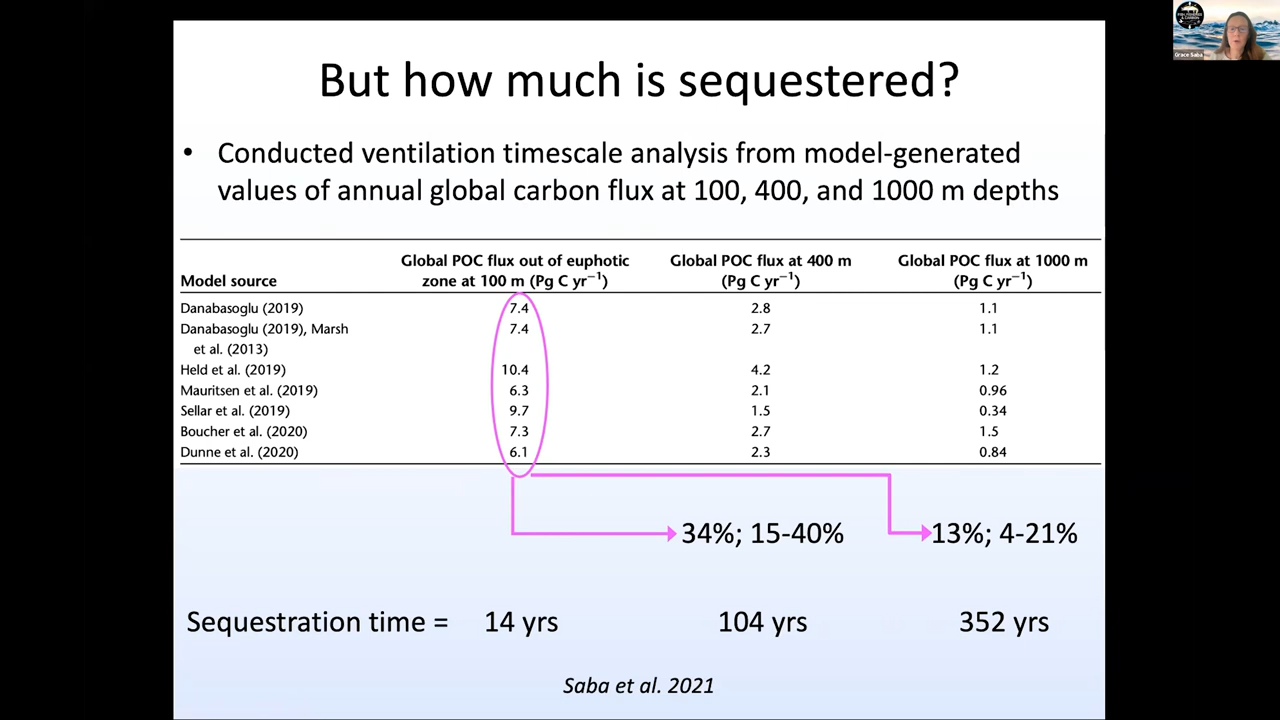 But how much is sequestered?
• Conducted ventilation timescale analysis from model-generated
values of annual global carbon flux at 100, 400, and 1000 m depths
Model source
Global POC flux out of euphotic
zone at 100 m (Pg C yr⁻¹)
Global POC flux at 400 m
(Pg C yr⁻¹)
Global POC flux at 1000 m
(Pg C yr⁻¹)
Danabasoglu (2019) 7.4 2.8 1.1
Danabasoglu (2019), Marsh 7.4 2.7 1.1
et al. (2013)
Held et al. (2019) 10.4 4.2 1.2
Mauritsen et al. (2019) 6.3 2.1 0.96
Sellar et al. (2019) 9.7 1.5 0.34
Boucher et al. (2020) 7.3 2.7 1.5
Dunne et al. (2020) 6.1 2.3 0.84
34%; 15-40% 13%; 4-21%
Sequestration time = 14 yrs 104 yrs 352 yrs
Saba et al. 2021
Grace Saba